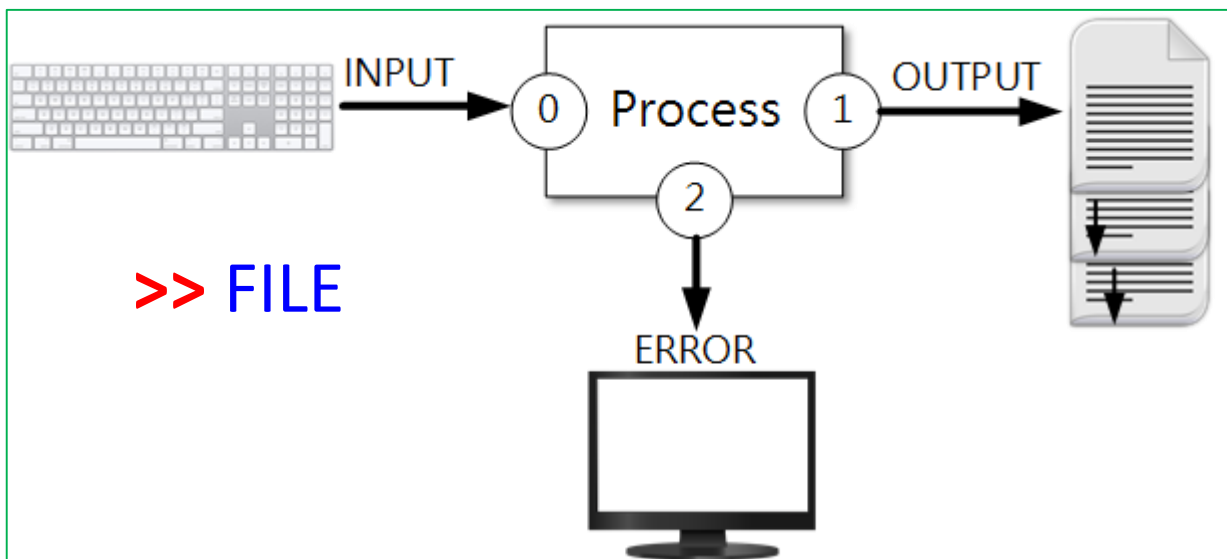 INPUT
0
Process
1
OUTPUT
2
>> FILE
ERROR